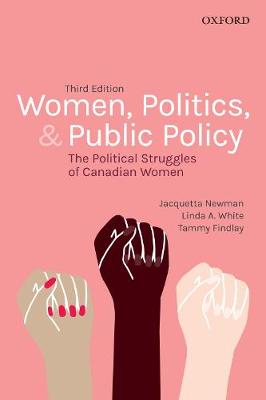 OXFORD
Third Edition
Women, Politics,
& Public Policy
The Political Struggles
of Canadian Women
Jacquetta Newman
Linda A. White
Tammy Findlay